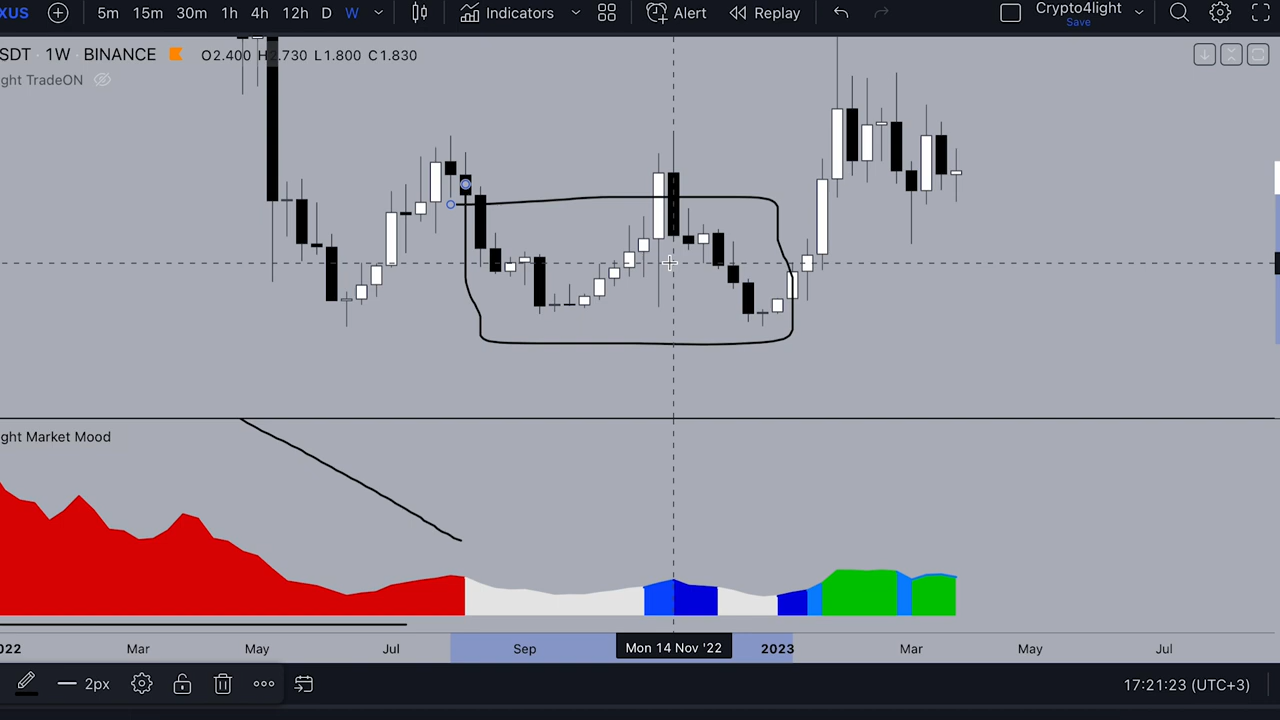 XUS 5m 15m 30m 1h 4h 12h D W Indicators Alert Replay Crypto4light
Save
SDT 1W BINANCE O2.400 H2.730 L1.800 C1.830
ght TradeON
ght Market Mood
022 Mar May Jul Sep Mon 14 Nov '22 2023 Mar May Jul
2px 17:21:23 (UTC+3)